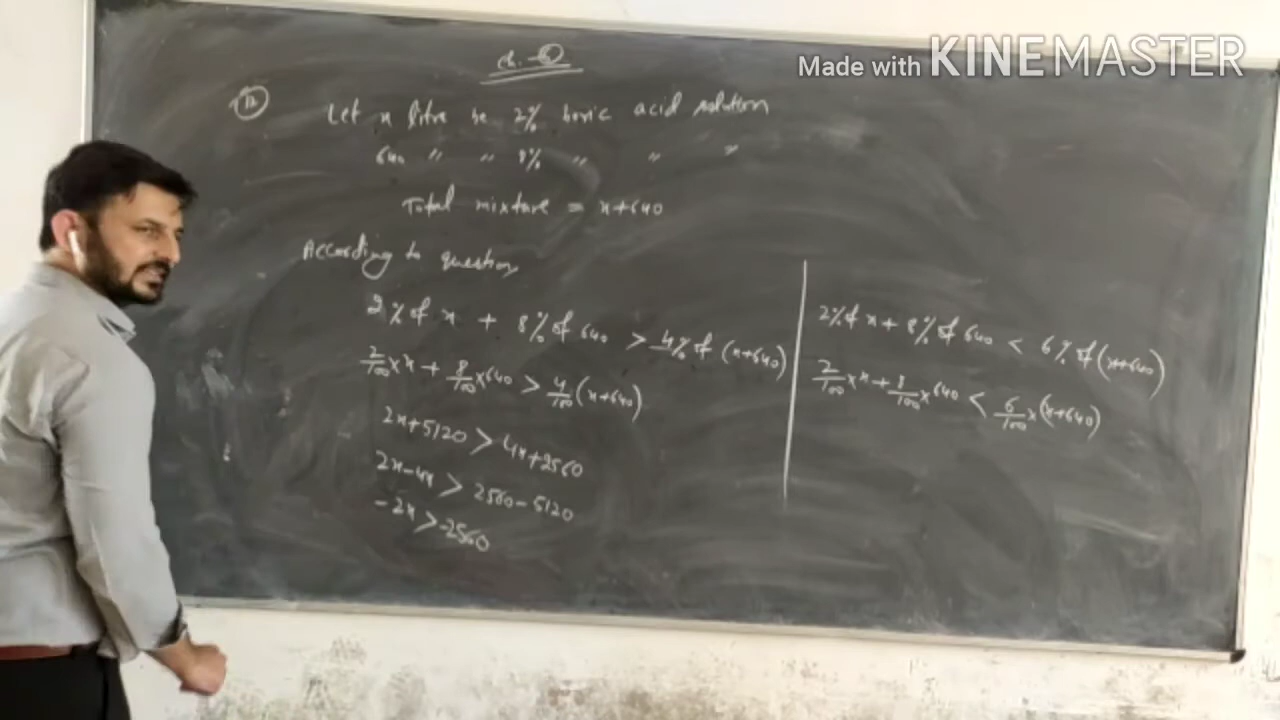 Made with KINEMASTER
Ch. - 6
12 Let x litre be 2% boric acid solution
640 " " 8% " " "
Total mixture = x+640
According to question,
2% of x + 8% of 640 > 4% of (x+640)
2/100 × x + 8/100 × 640 > 4/100 (x+640)
2x+5120 > 4x+2560
2x-4x > 2560-5120
-2x > -2560
2% of x + 8% of 640 < 6% of (x+640)
2/100 × x + 8/100 × 640 < 6/100 × (x+640)